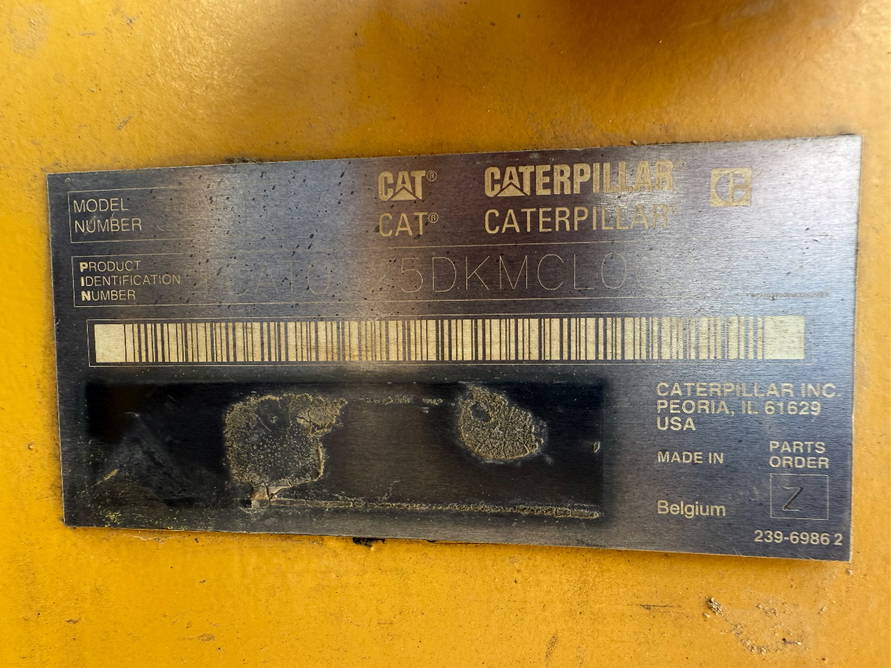 CAT® CATERPILLAR
CAT® CATERPILLAR
MODEL
NUMBER
PRODUCT
IDENTIFICATION
NUMBER
CATERPILLAR INC.
PEORIA, IL 61629
USA
MADE IN
PARTS
ORDER
Belgium
Z
239-6986 2